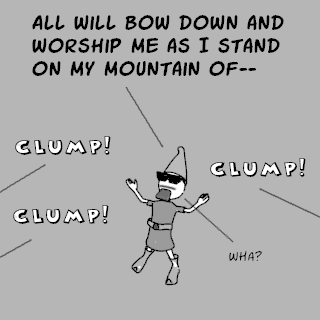 ALL WILL BOW DOWN AND
WORSHIP ME AS I STAND
ON MY MOUNTAIN OF--
CLUMP!
CLUMP!
CLUMP!
WHA?